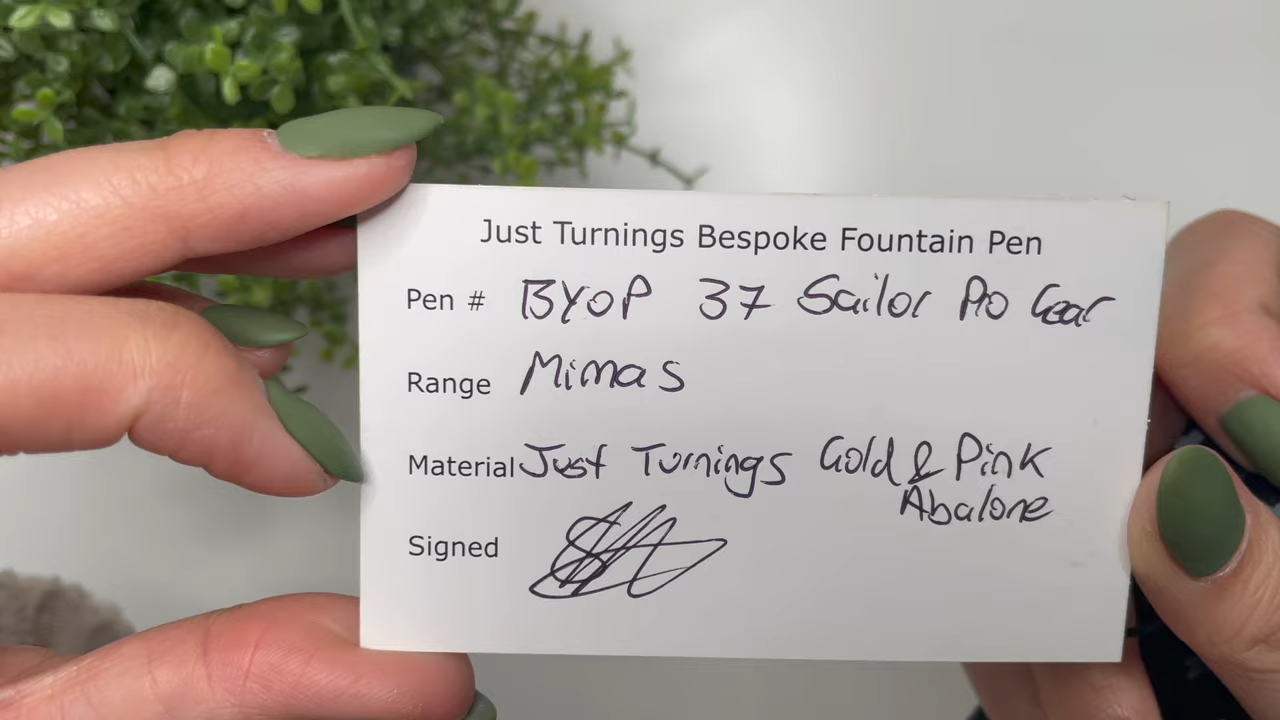 Just Turnings Bespoke Fountain Pen
Pen # BYOP 37 Sailor Pro Gear
Range Mimas
Material Just Turnings Gold & Pink
Abalone
Signed